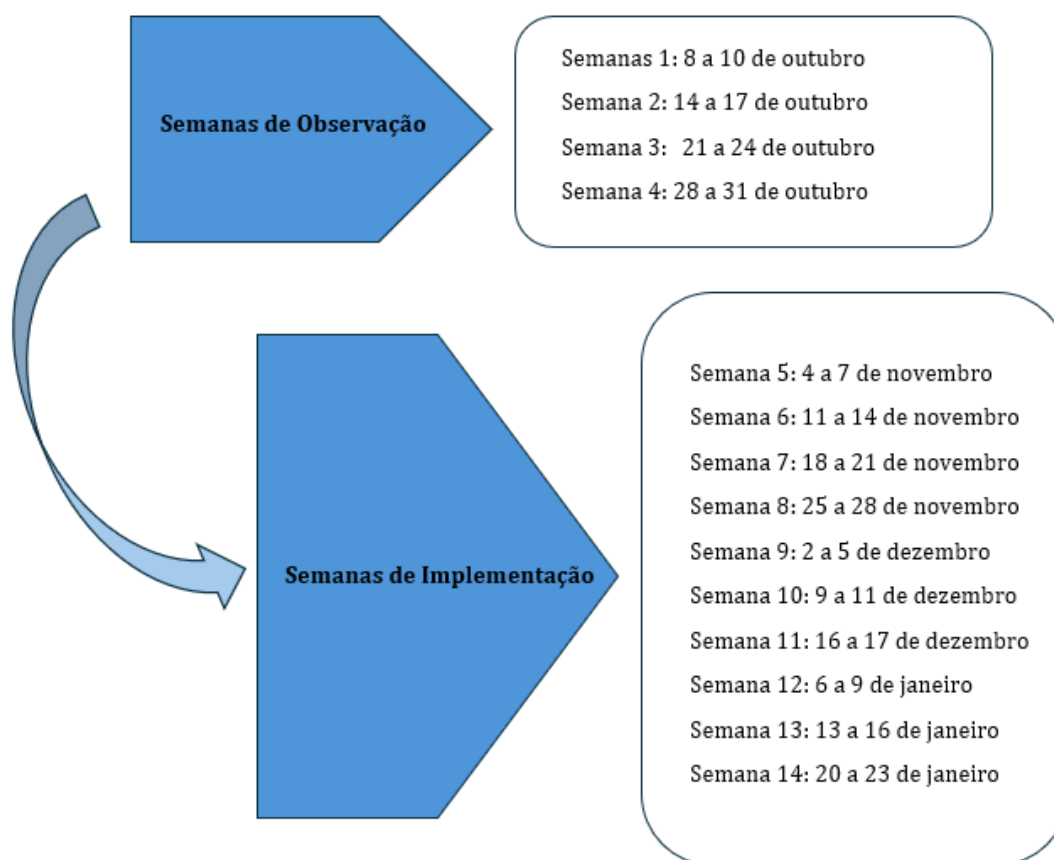 Semanas de Observação
Semanas 1: 8 a 10 de outubro
Semana 2: 14 a 17 de outubro
Semana 3:  21 a 24 de outubro
Semana 4: 28 a 31 de outubro
Semanas de Implementação
Semana 5: 4 a 7 de novembro
Semana 6: 11 a 14 de novembro
Semana 7: 18 a 21 de novembro
Semana 8: 25 a 28 de novembro
Semana 9: 2 a 5 de dezembro
Semana 10: 9 a 11 de dezembro
Semana 11: 16 a 17 de dezembro
Semana 12: 6 a 9 de janeiro
Semana 13: 13 a 16 de janeiro
Semana 14: 20 a 23 de janeiro